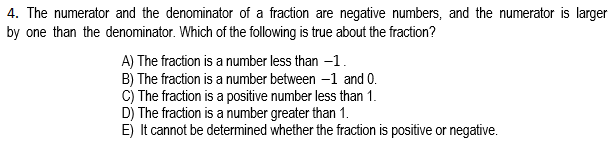 4. The numerator and the denominator of a fraction are negative numbers, and the numerator is larger
by one than the denominator. Which of the following is true about the fraction?
A) The fraction is a number less than −1.
B) The fraction is a number between −1 and 0.
C) The fraction is a positive number less than 1.
D) The fraction is a number greater than 1.
E) It cannot be determined whether the fraction is positive or negative.